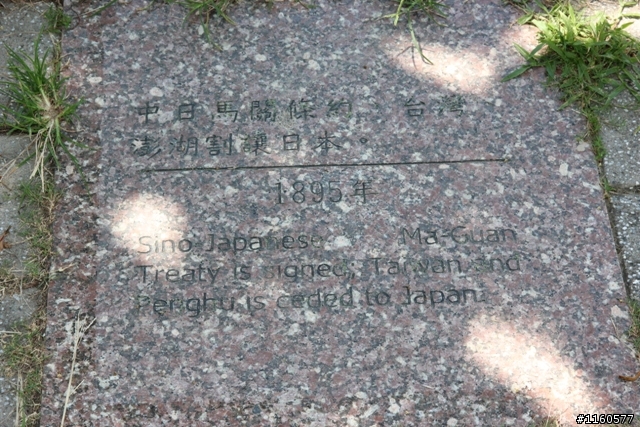 中日馬關條約 台灣
澎湖割讓日本。
1895年
Sino-Japanese Ma-Guan
Treaty is signed, Taiwan and
Penghu is ceded to Japan.
#1160577